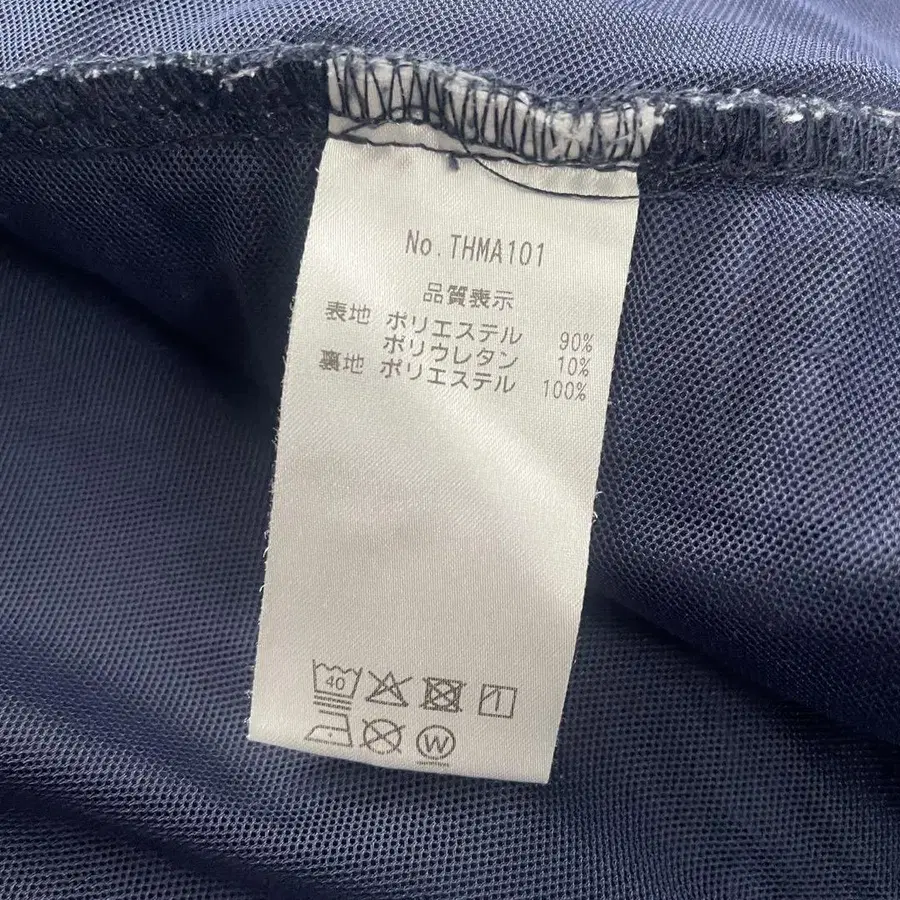 No.THMA101
品質表示
表地 ポリエステル 90%
ポリウレタン 10%
裏地 ポリエステル 100%
40
W